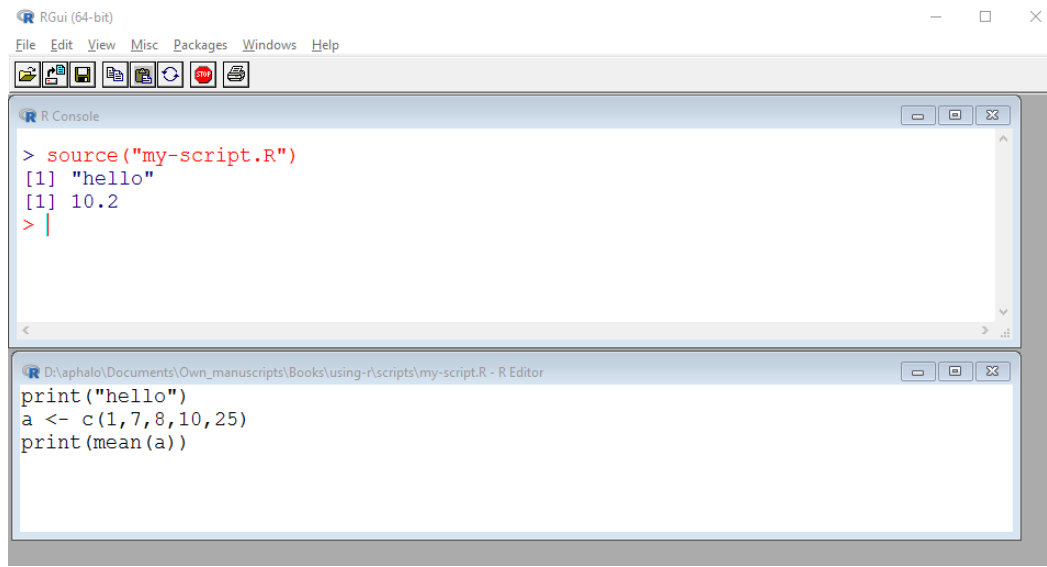 RGui (64-bit)
File Edit View Misc Packages Windows Help
STOP
R Console
> source("my-script.R")
[1] "hello"
[1] 10.2
>
D:\aphalo\Documents\Own_manuscripts\Books\using-r\scripts\my-script.R - R Editor
print("hello")
a <- c(1,7,8,10,25)
print(mean(a))